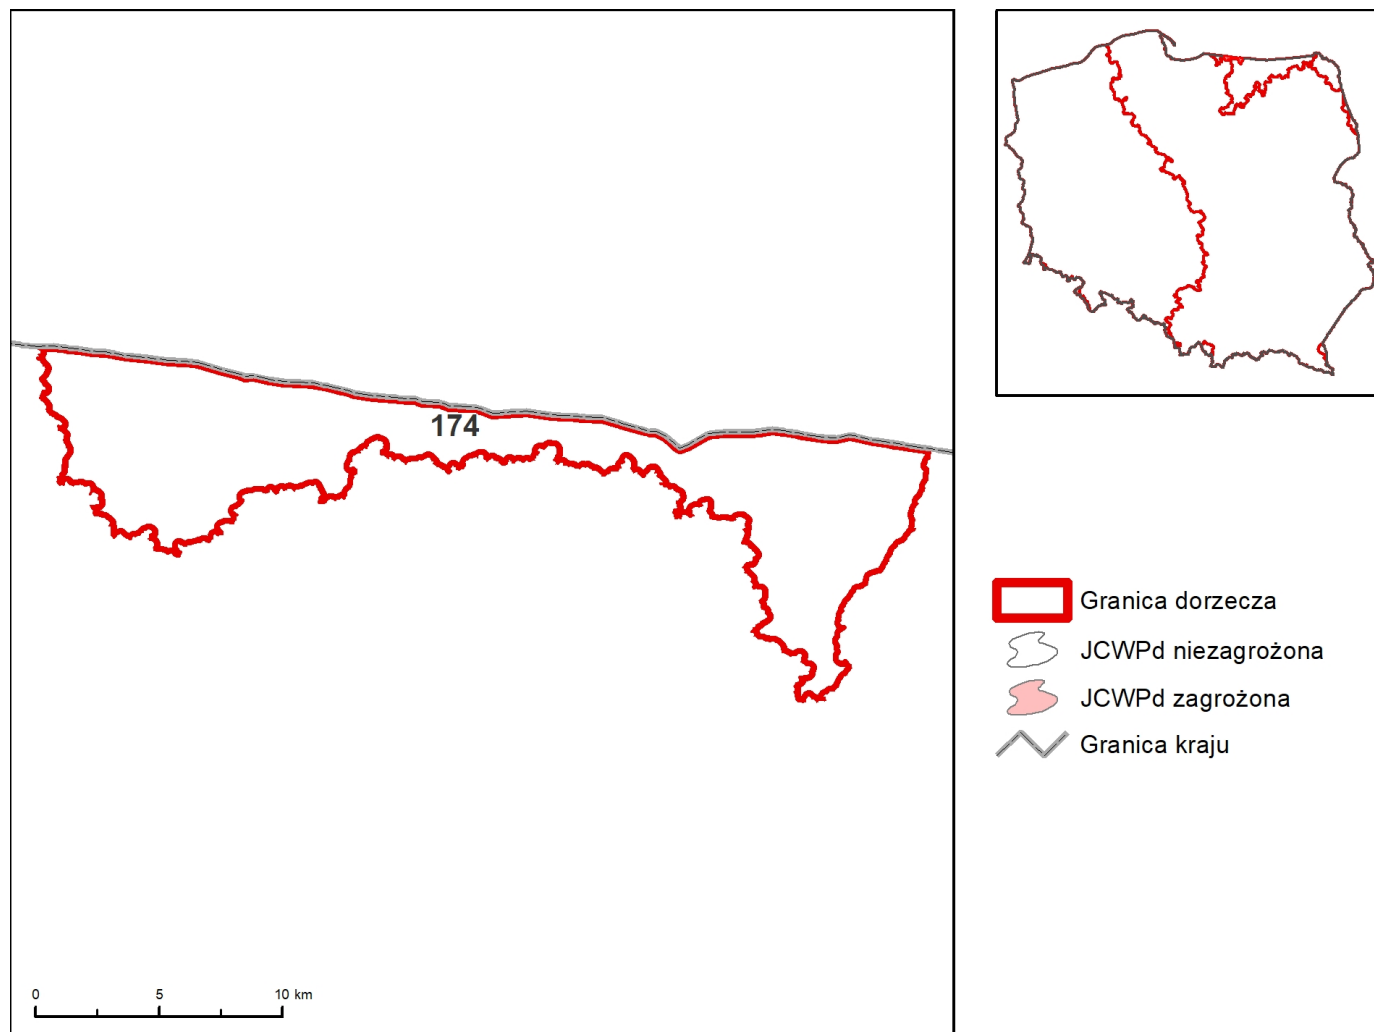 174
Granica dorzecza
JCWPd niezagrożona
JCWPd zagrożona
Granica kraju
0 5 10 km